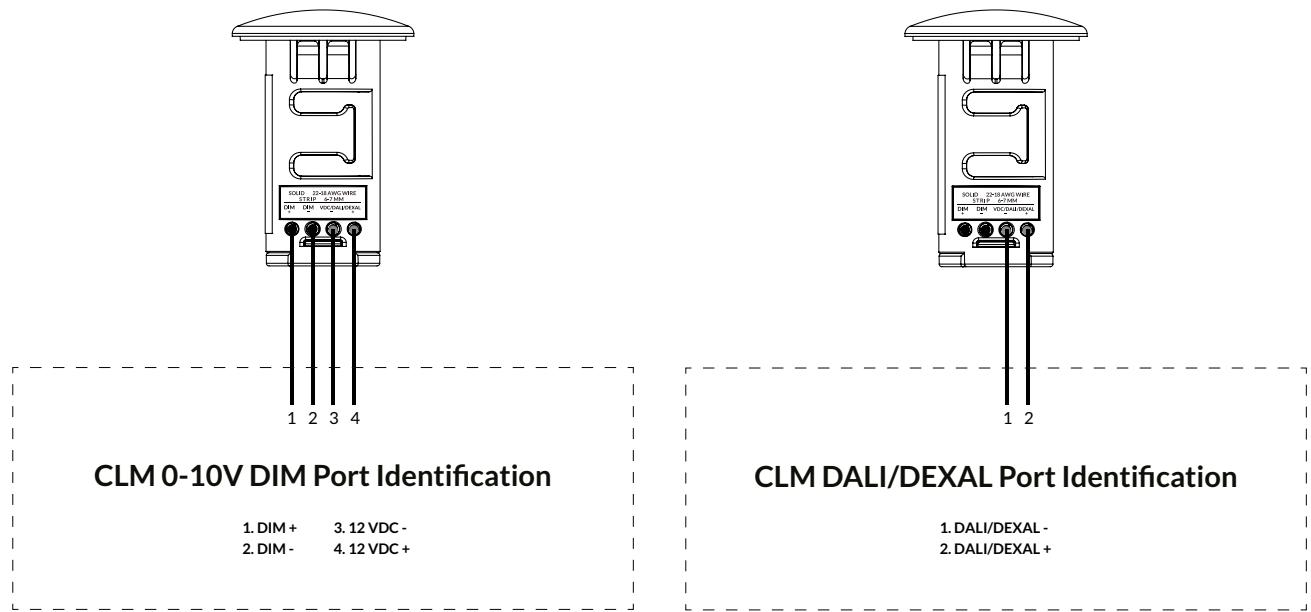 SOLID 22-18 AWG WIRE
STRIP 6-7 MM
DIM DIM VDC/DALI/DEXAL
+ - - +
1 2 3 4
CLM 0-10V DIM Port Identification
1. DIM + 3. 12 VDC -
2. DIM - 4. 12 VDC +
SOLID 22-18 AWG WIRE
STRIP 6-7 MM
DIM DIM VDC/DALI/DEXAL
+ - - +
1 2
CLM DALI/DEXAL Port Identification
1. DALI/DEXAL -
2. DALI/DEXAL +